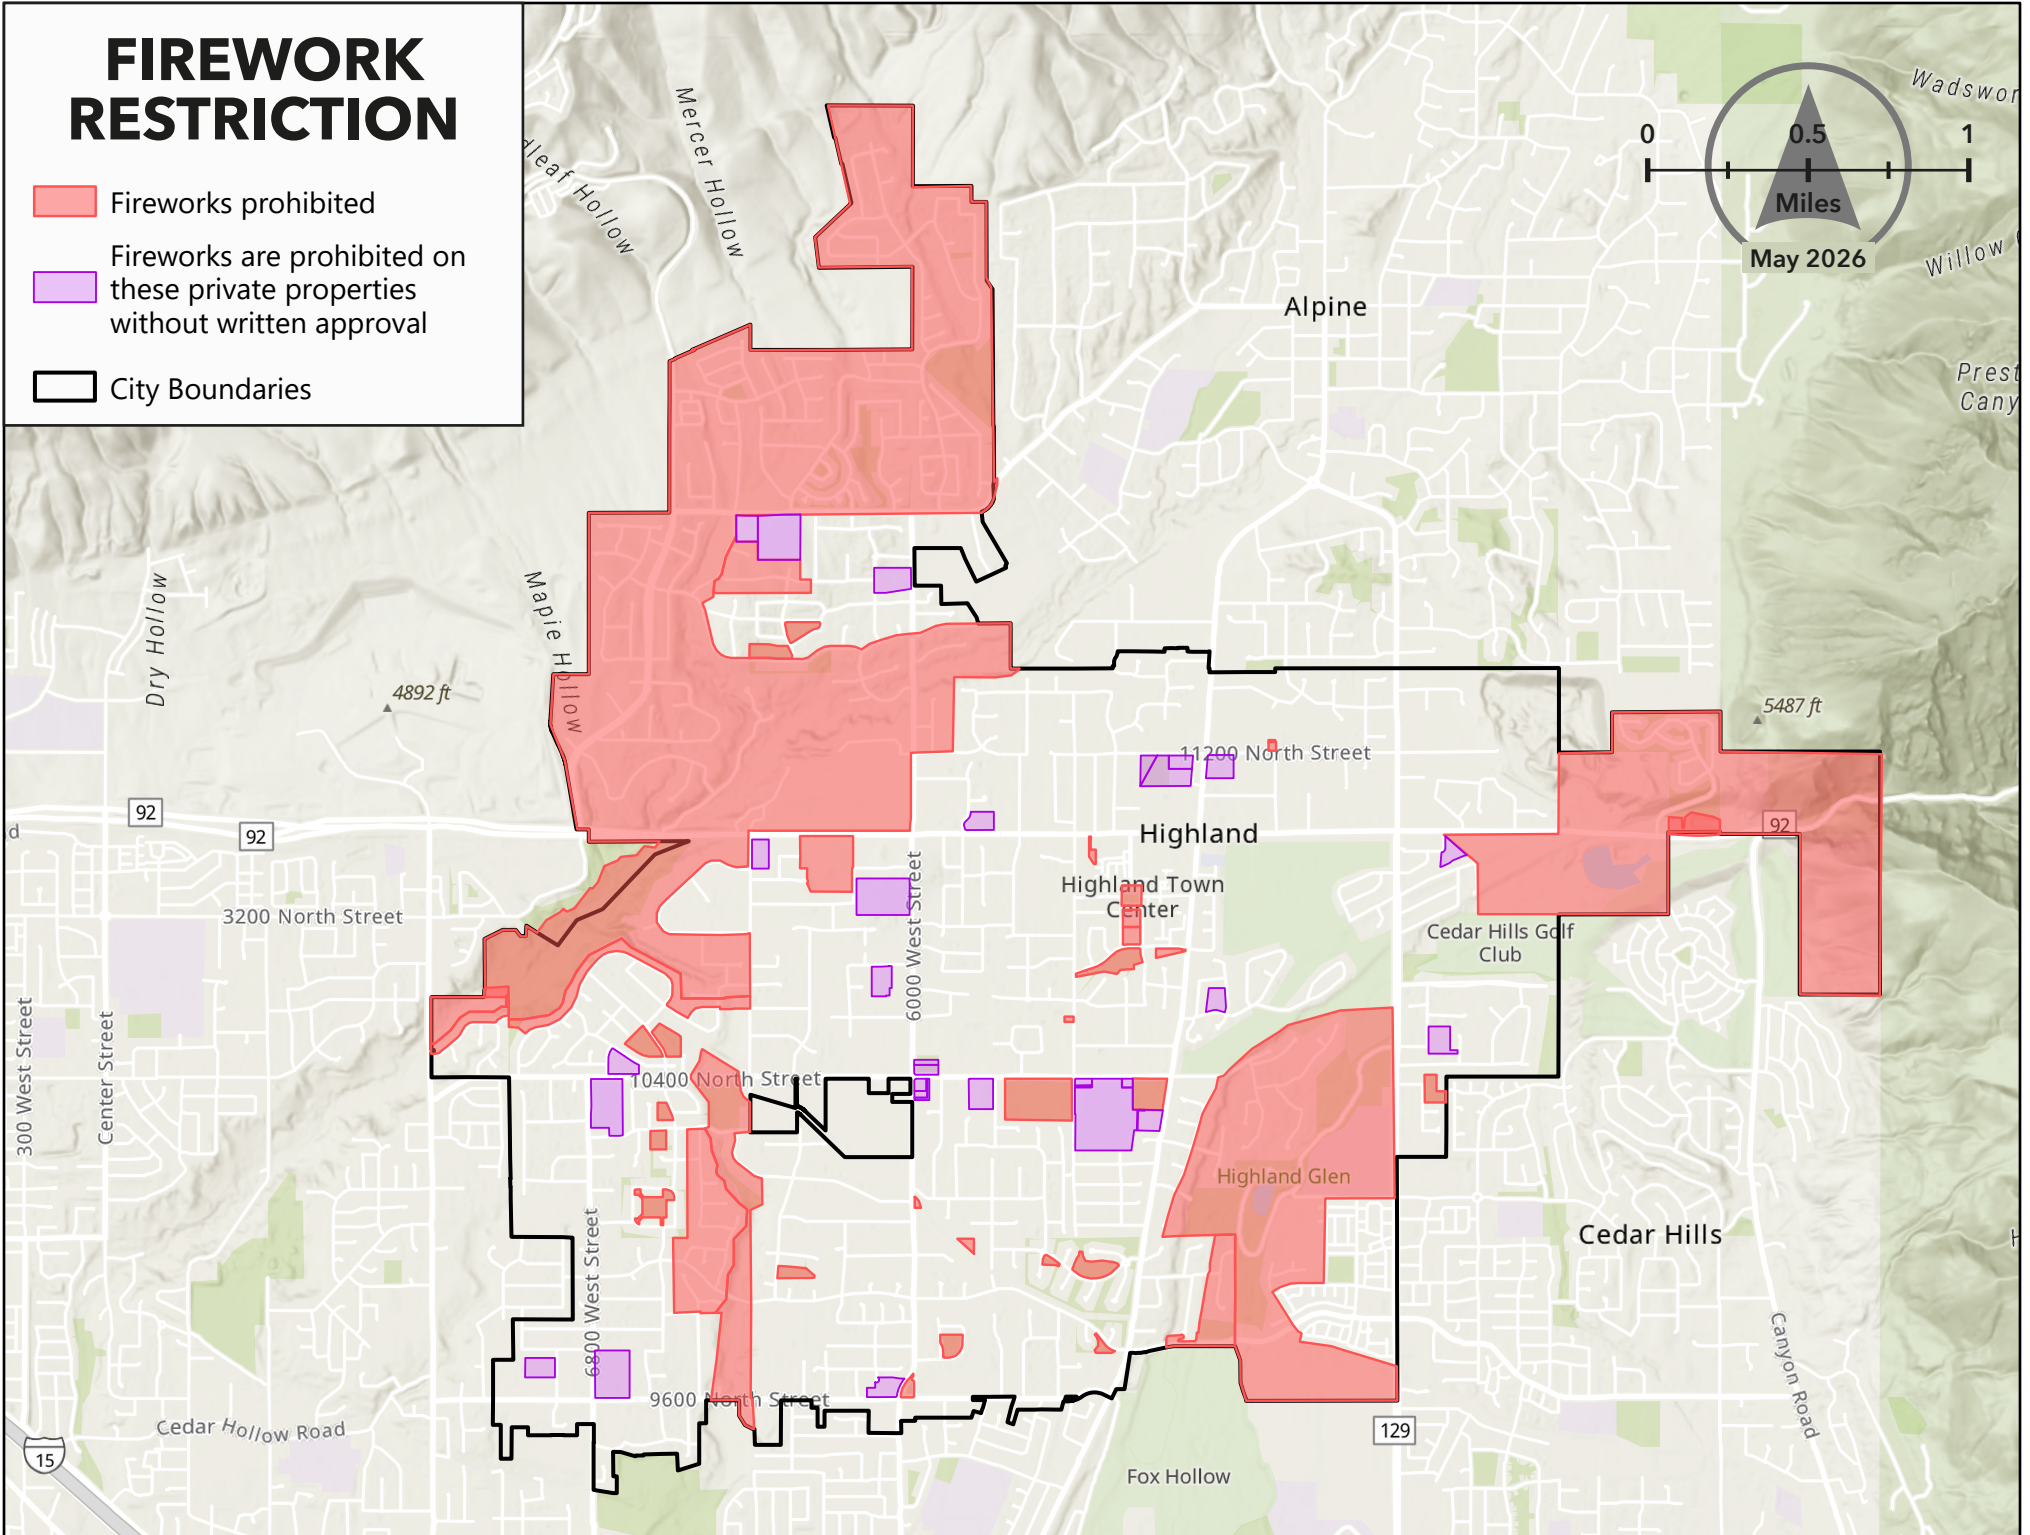 FIREWORK
RESTRICTION
Fireworks prohibited
Fireworks are prohibited on
these private properties
without written approval
City Boundaries
0
0.5
1
Miles
May 2026
Mercer Hollow
Hollow
Willow
Alpine
Dry Hollow
Maple Hollow
4892 ft
5487 ft
92
92
92
11200 North Street
Highland
Highland Town
Center
3200 North Street
6000 West Street
Cedar Hills Golf
Club
300 West Street
Center Street
10400 North Street
Highland Glen
Cedar Hills
6800 West Street
9600 North Street
Cedar Hollow Road
Canyon Road
15
129
Fox Hollow